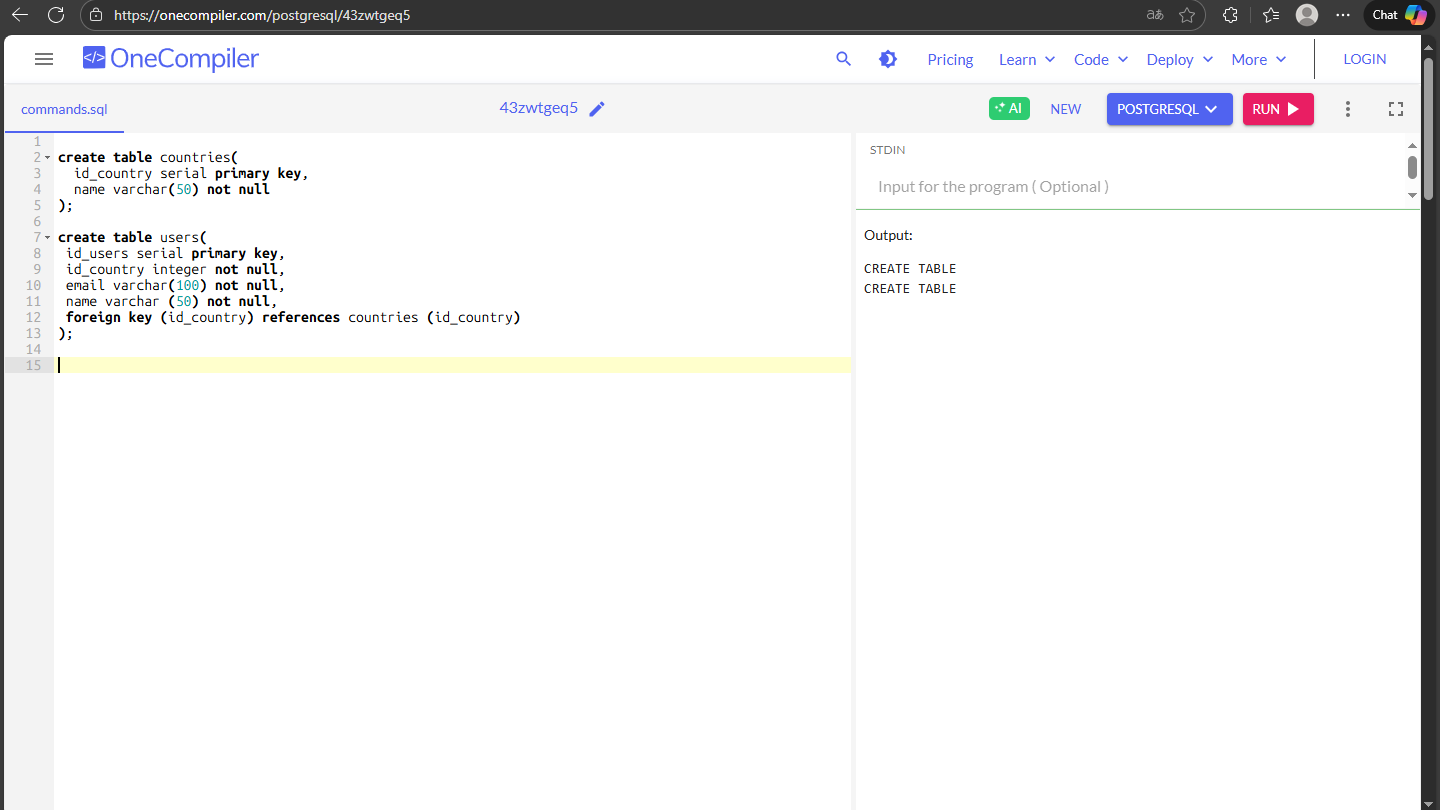 https://onecompiler.com/postgresql/43zwtgeq5
Chat
OneCompiler
Pricing
Learn
Code
Deploy
More
LOGIN
commands.sql
43zwtgeq5
AI
NEW
POSTGRESQL
RUN
1
2 create table countries(
3 id_country serial primary key,
4 name varchar(50) not null
5 );
6
7 create table users(
8 id_users serial primary key,
9 id_country integer not null,
10 email varchar(100) not null,
11 name varchar (50) not null,
12 foreign key (id_country) references countries (id_country)
13 );
14
15
STDIN
Input for the program ( Optional )
Output:
CREATE TABLE
CREATE TABLE